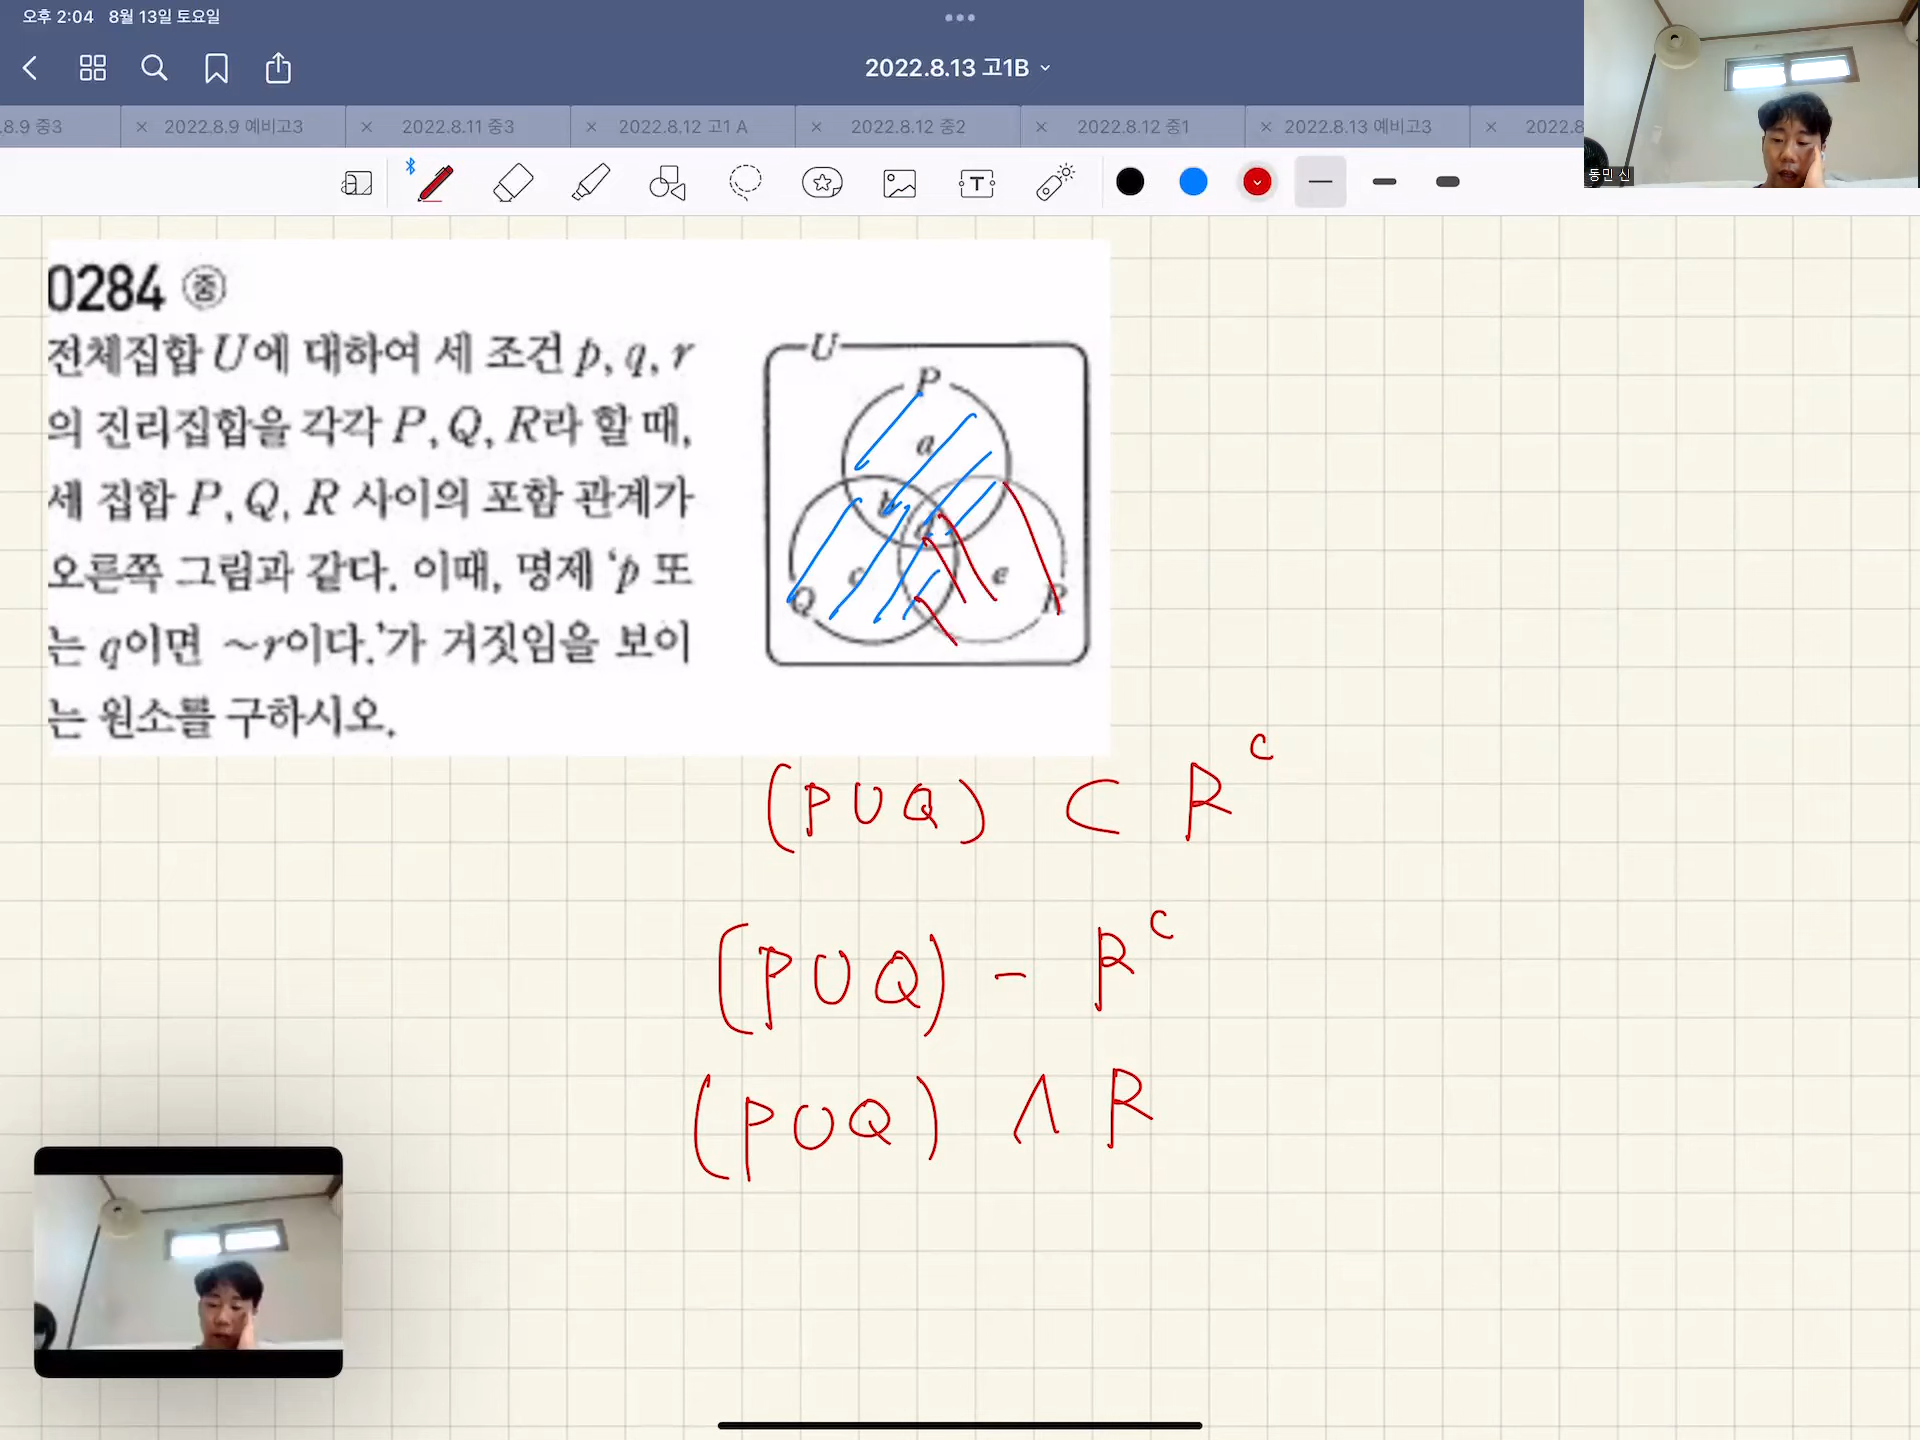 오후 2:04 8월 13일 토요일
2022.8.13 고1B
.8.9 중3
2022.8.9 예비고3
2022.8.11 중3
2022.8.12 고1 A
2022.8.12 중2
2022.8.12 중1
2022.8.13 예비고3
2022.8
동민 신
0284 중
전체집합 U에 대하여 세 조건 p, q, r
의 진리집합을 각각 P, Q, R라 할 때,
세 집합 P, Q, R 사이의 포함 관계가
오른쪽 그림과 같다. 이때, 명제 ‘p 또
는 q이면 ~r이다.’가 거짓임을 보이
는 원소를 구하시오.
U
P
a
b
d
c
e
Q
R
(P∪Q) ⊂ R^c
(P∪Q) - R^c
(P∪Q) ∧ R